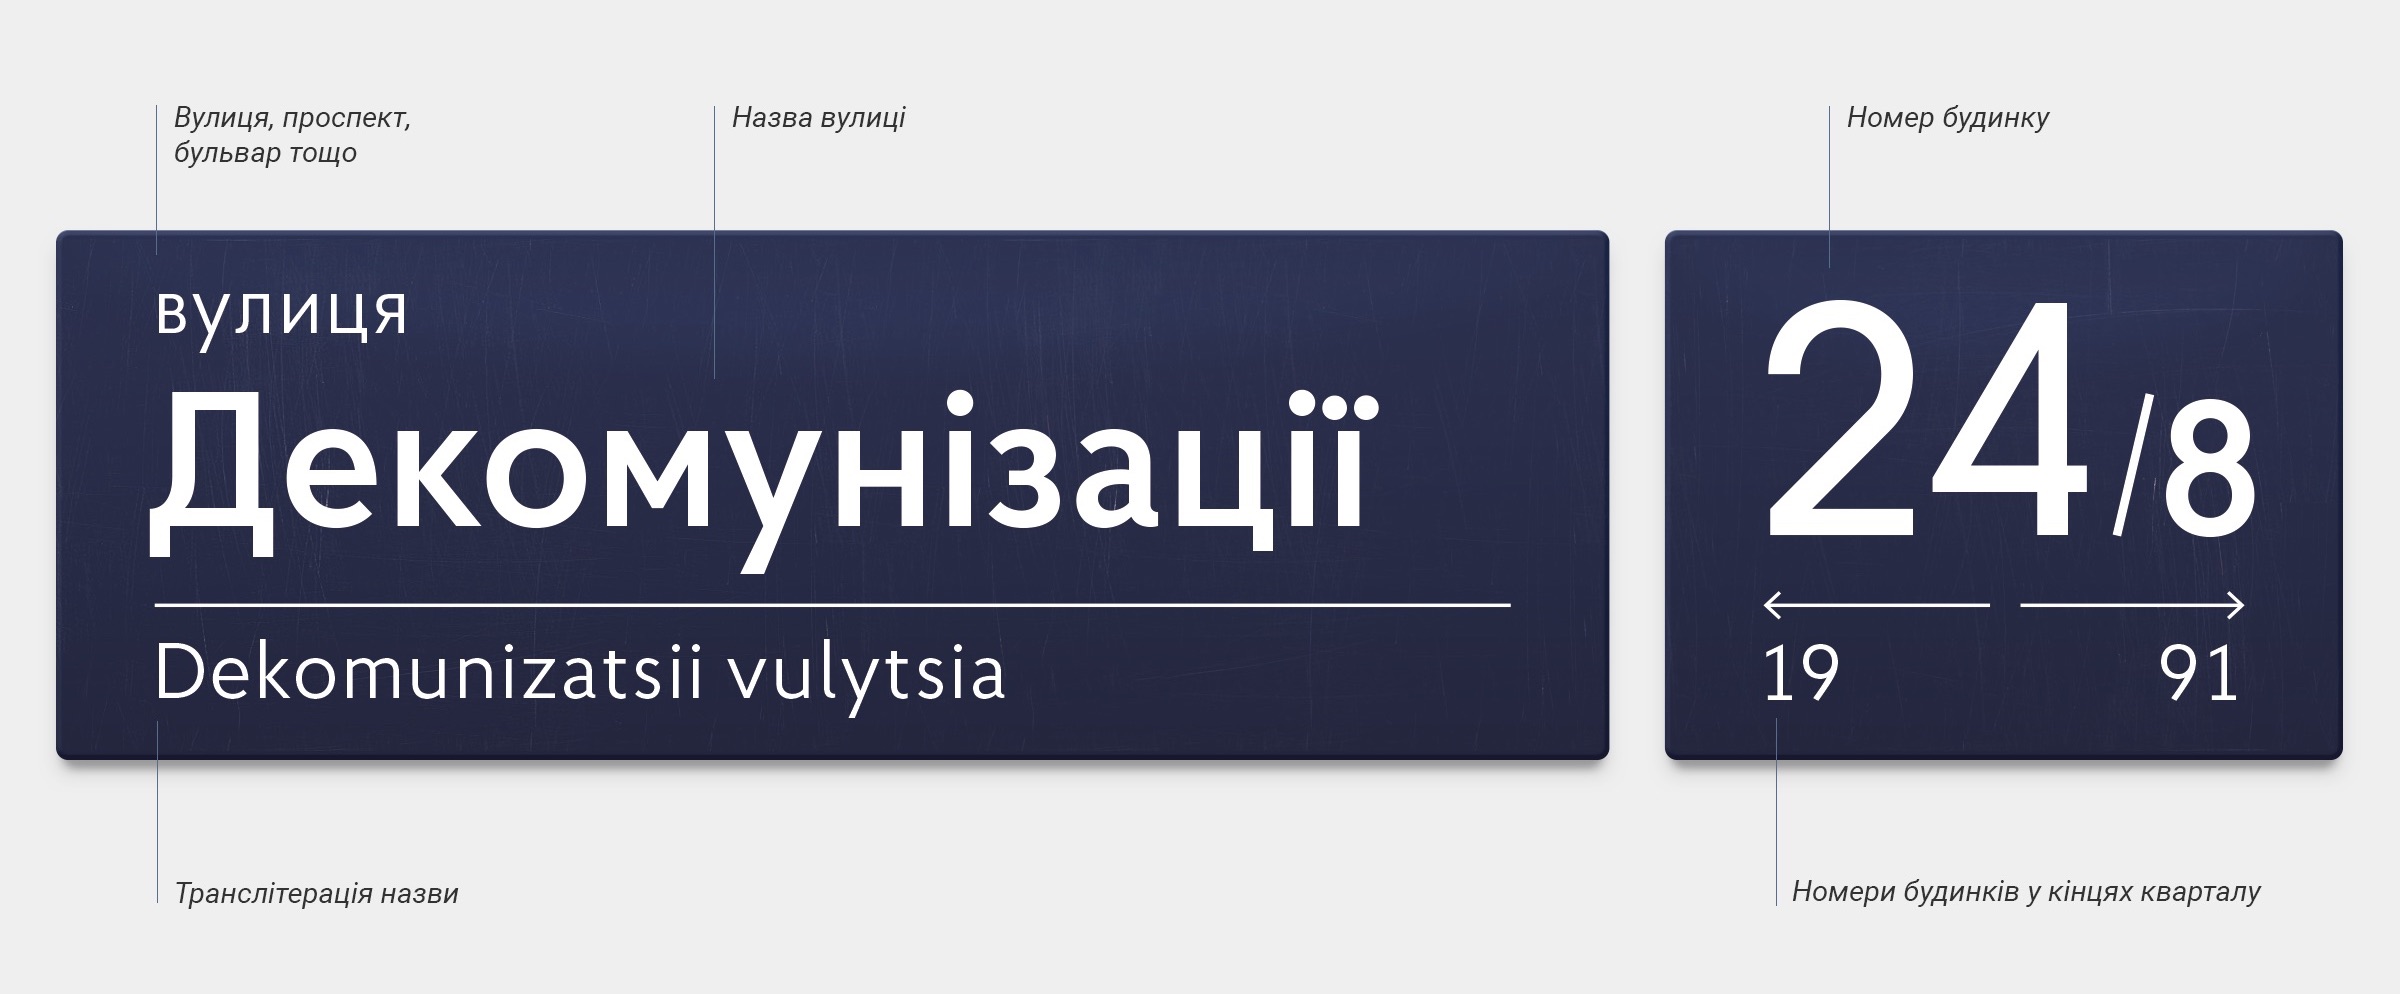 Вулиця, проспект,
бульвар тощо
Назва вулиці
Номер будинку
вулиця
Декомунізації
Dekomunizatsii vulytsia
24/8
19 91
Транслітерація назви
Номери будинків у кінцях кварталу